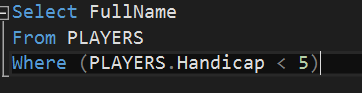 Select FullName
From PLAYERS
Where (PLAYERS.Handicap < 5)